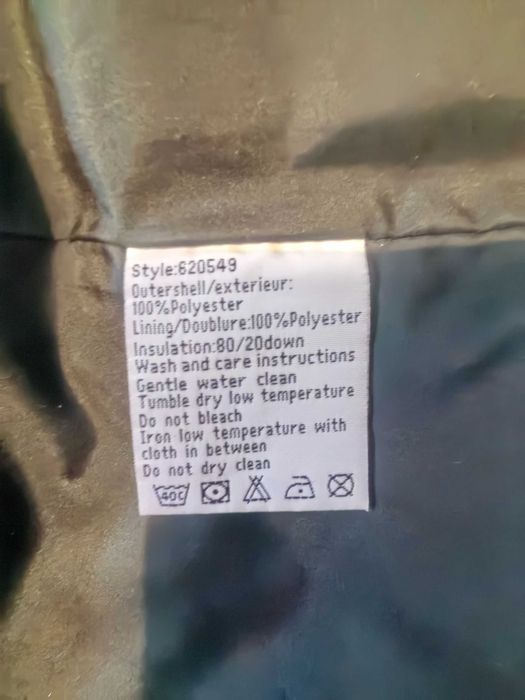 Style:620549
Outershell/exterieur:
100%Polyester
Lining/Doublure:100%Polyester
Insulation:80/20down
Wash and care instructions
Gentle water clean
Tumble dry low temperature
Do not bleach
Iron low temperature with
cloth in between
Do not dry clean
40C